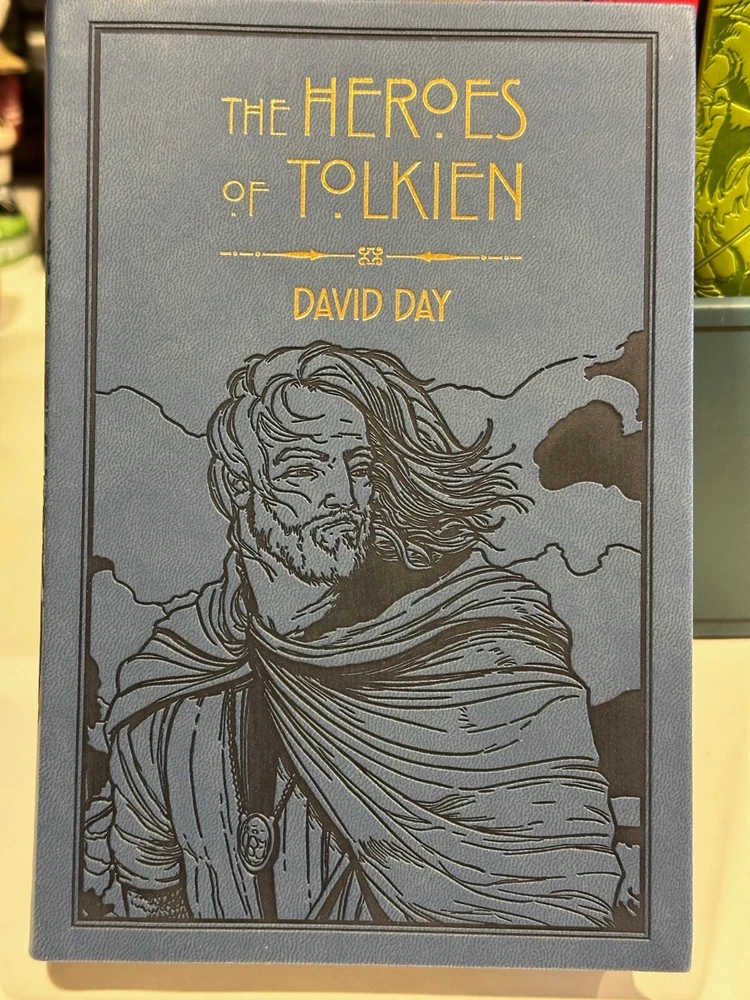 THE HEROES
OF TOLKIEN
DAVID DAY